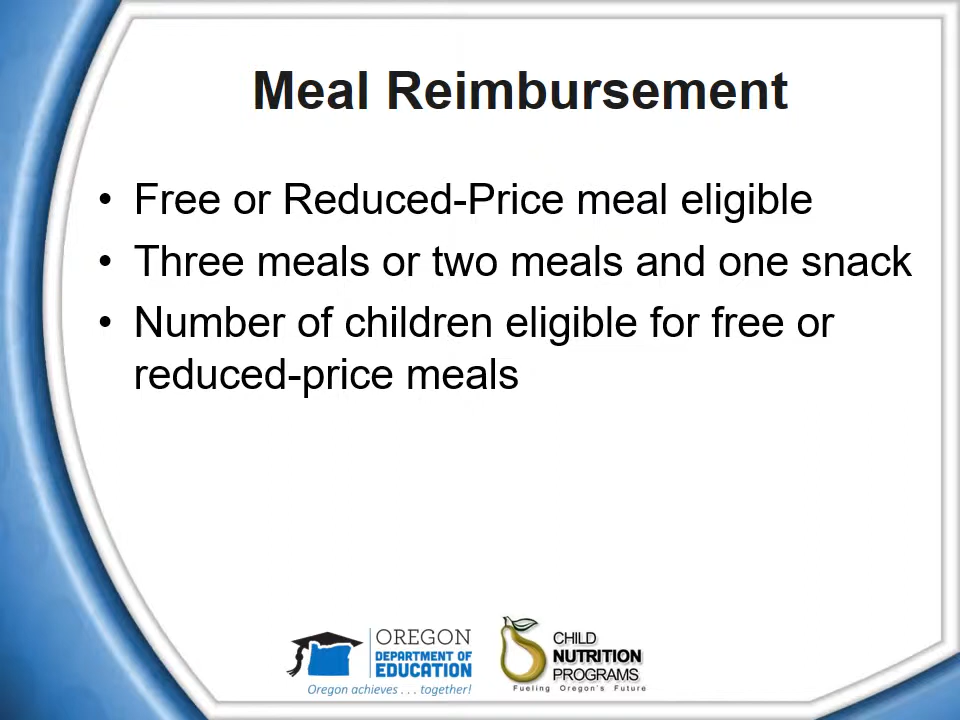 Meal Reimbursement
• Free or Reduced-Price meal eligible
• Three meals or two meals and one snack
• Number of children eligible for free or
reduced-price meals
OREGON
DEPARTMENT OF
EDUCATION
Oregon achieves . . . together!
CHILD
NUTRITION
PROGRAMS
Fueling Oregon's Future